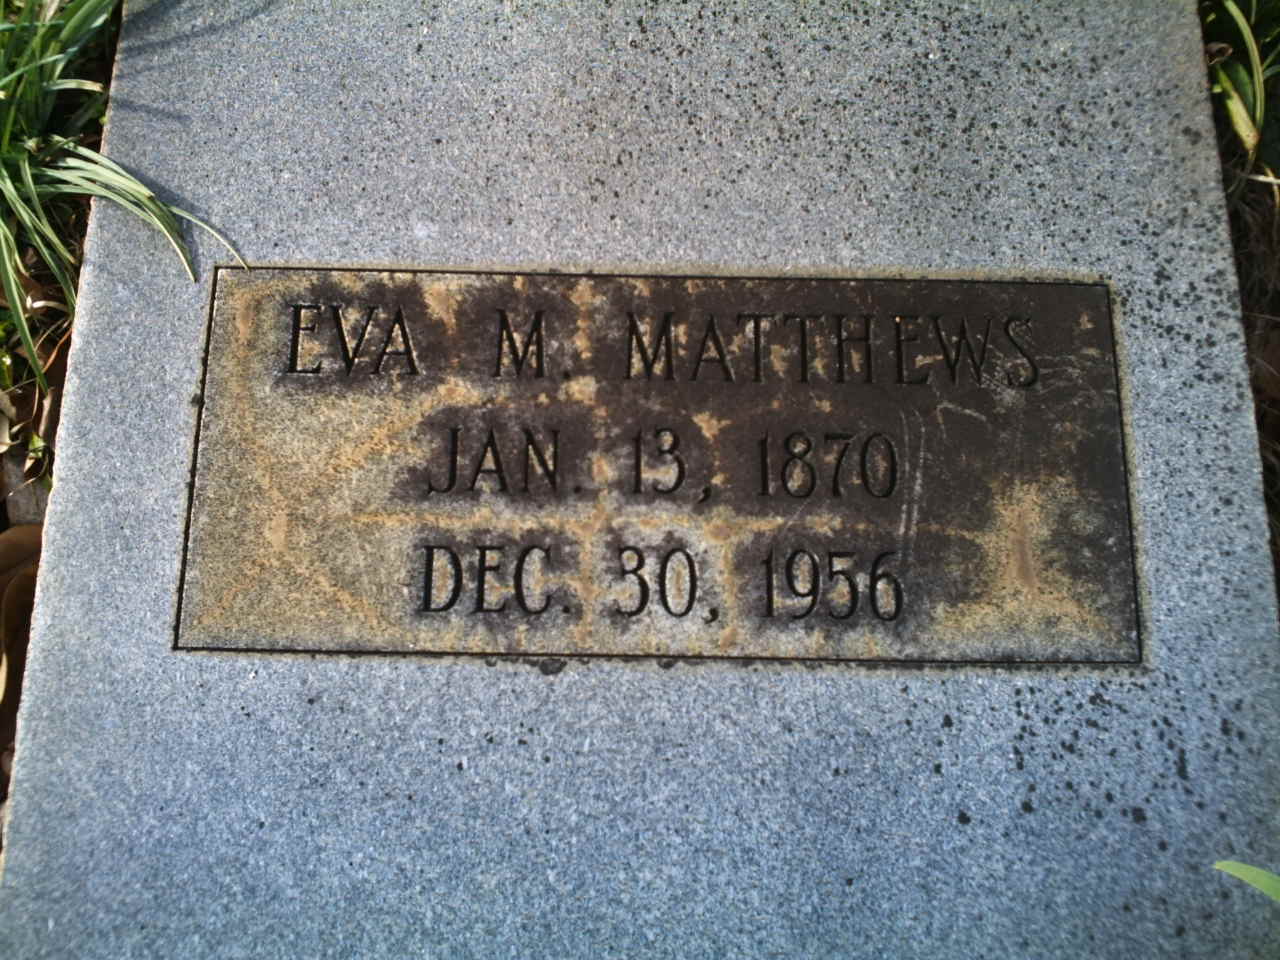 EVA M. MATTHEWS
JAN. 13, 1870
DEC. 30, 1956